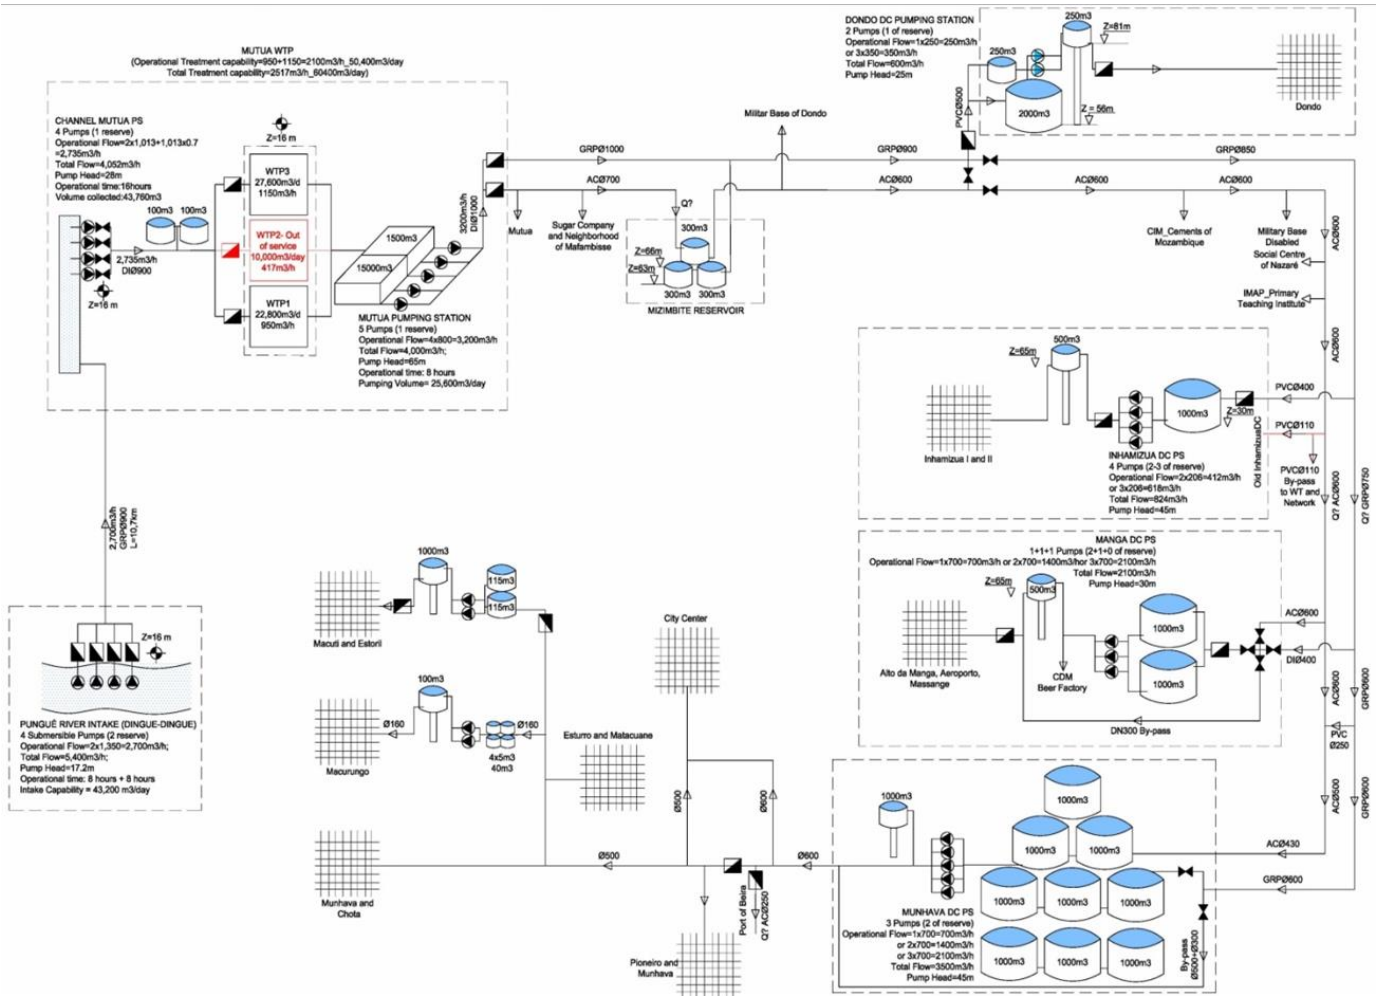 MUTUA WTP
(Operational Treatment capability=950+1150=2100m3/h_50,400m3/day
Total Treatment capability=2517m3/h_60400m3/day)
CHANNEL MUTUA PS
4 Pumps (1 reserve)
Operational Flow=2x1,013+1,013x0.7
=2,735m3/h
Total Flow=4,052m3/h
Pump Head=28m
Operational time:16hours
Volume collected:43,760m3
100m3
100m3
2,735m3/h
DIØ900
Z=16 m
Z=16 m
WTP3
27,600m3/d
1150m3/h
WTP2- Out
of service
10,000m3/day
417m3/h
WTP1
22,800m3/d
950m3/h
1500m3
15000m3
3200m3/h
DIØ1000
MUTUA PUMPING STATION
5 Pumps (1 reserve)
Operational Flow=4x800=3,200m3/h
Total Flow=4,000m3/h;
Pump Head=65m
Operational time: 8 hours
Pumping Volume= 25,600m3/day
GRPØ1000
ACØ700
Mutua
Sugar Company
and Neighborhood
of Mafambisse
Q?
300m3
Z=66m
Z=63m
300m3
300m3
MIZIMBITE RESERVOIR
Militar Base of Dondo
GRPØ900
ACØ600
DONDO DC PUMPING STATION
2 Pumps (1 of reserve)
Operational Flow=1x250=250m3/h
or 3x350=350m3/h
Total Flow=600m3/h
Pump Head=25m
PVCØ500
250m3
250m3
Z=81m
2000m3
Z = 56m
Dondo
GRPØ850
ACØ600
ACØ600
CIM_Cements of
Mozambique
Military Base
Disabled
Social Centre
of Nazaré
ACØ600
IMAP_Primary
Teaching Institute
ACØ600
500m3
Z=65m
Inhamizua I and II
1000m3
Z=30m
INHAMIZUA DC PS
4 Pumps (2-3 of reserve)
Operational Flow=2x206=412m3/h
or 3x206=618m3/h
Total Flow=824m3/h
Pump Head=45m
Old InhamizuaDC
PVCØ400
PVCØ110
PVCØ110
By-pass
to WT and
Network
Q? ACØ600
Q? GRPØ750
MANGA DC PS
1+1+1 Pumps (2+1+0 of reserve)
Operational Flow=1x700=700m3/h or 2x700=1400m3/hor 3x700=2100m3/h
Total Flow=2100m3/h
Pump Head=30m
Z=65m
500m3
Alto da Manga, Aeroporto,
Massange
CDM
Beer Factory
1000m3
1000m3
DN300 By-pass
ACØ600
DIØ400
ACØ600
GRPØ600
PVC
Ø250
ACØ500
GRPØ600
ACØ430
GRPØ600
2,700m3/h
GRPØ900
L=10,7km
Z=16 m
PUNGUÉ RIVER INTAKE (DINGUE-DINGUE)
4 Submersible Pumps (2 reserve)
Operational Flow=2x1,350=2,700m3/h;
Total Flow=5,400m3/h;
Pump Head=17.2m
Operational time: 8 hours + 8 hours
Intake Capability = 43,200 m3/day
1000m3
115m3
115m3
Macuti and Estoril
100m3
Ø160
Ø160
4x5m3
40m3
Macurungo
Esturro and Matacuane
City Center
Ø500
Ø600
Ø500
Ø600
Munhava and
Chota
Pioneiro and
Munhava
Port of Beira
Q? ACØ250
1000m3
MUNHAVA DC PS
3 Pumps (2 of reserve)
Operational Flow=1x700=700m3/h
or 2x700=1400m3/h
or 3x700=2100m3/h
Total Flow=3500m3/h
Pump Head=45m
1000m3
1000m3
1000m3
1000m3
1000m3
1000m3
1000m3
1000m3
1000m3
By-pass
Ø500+Ø300